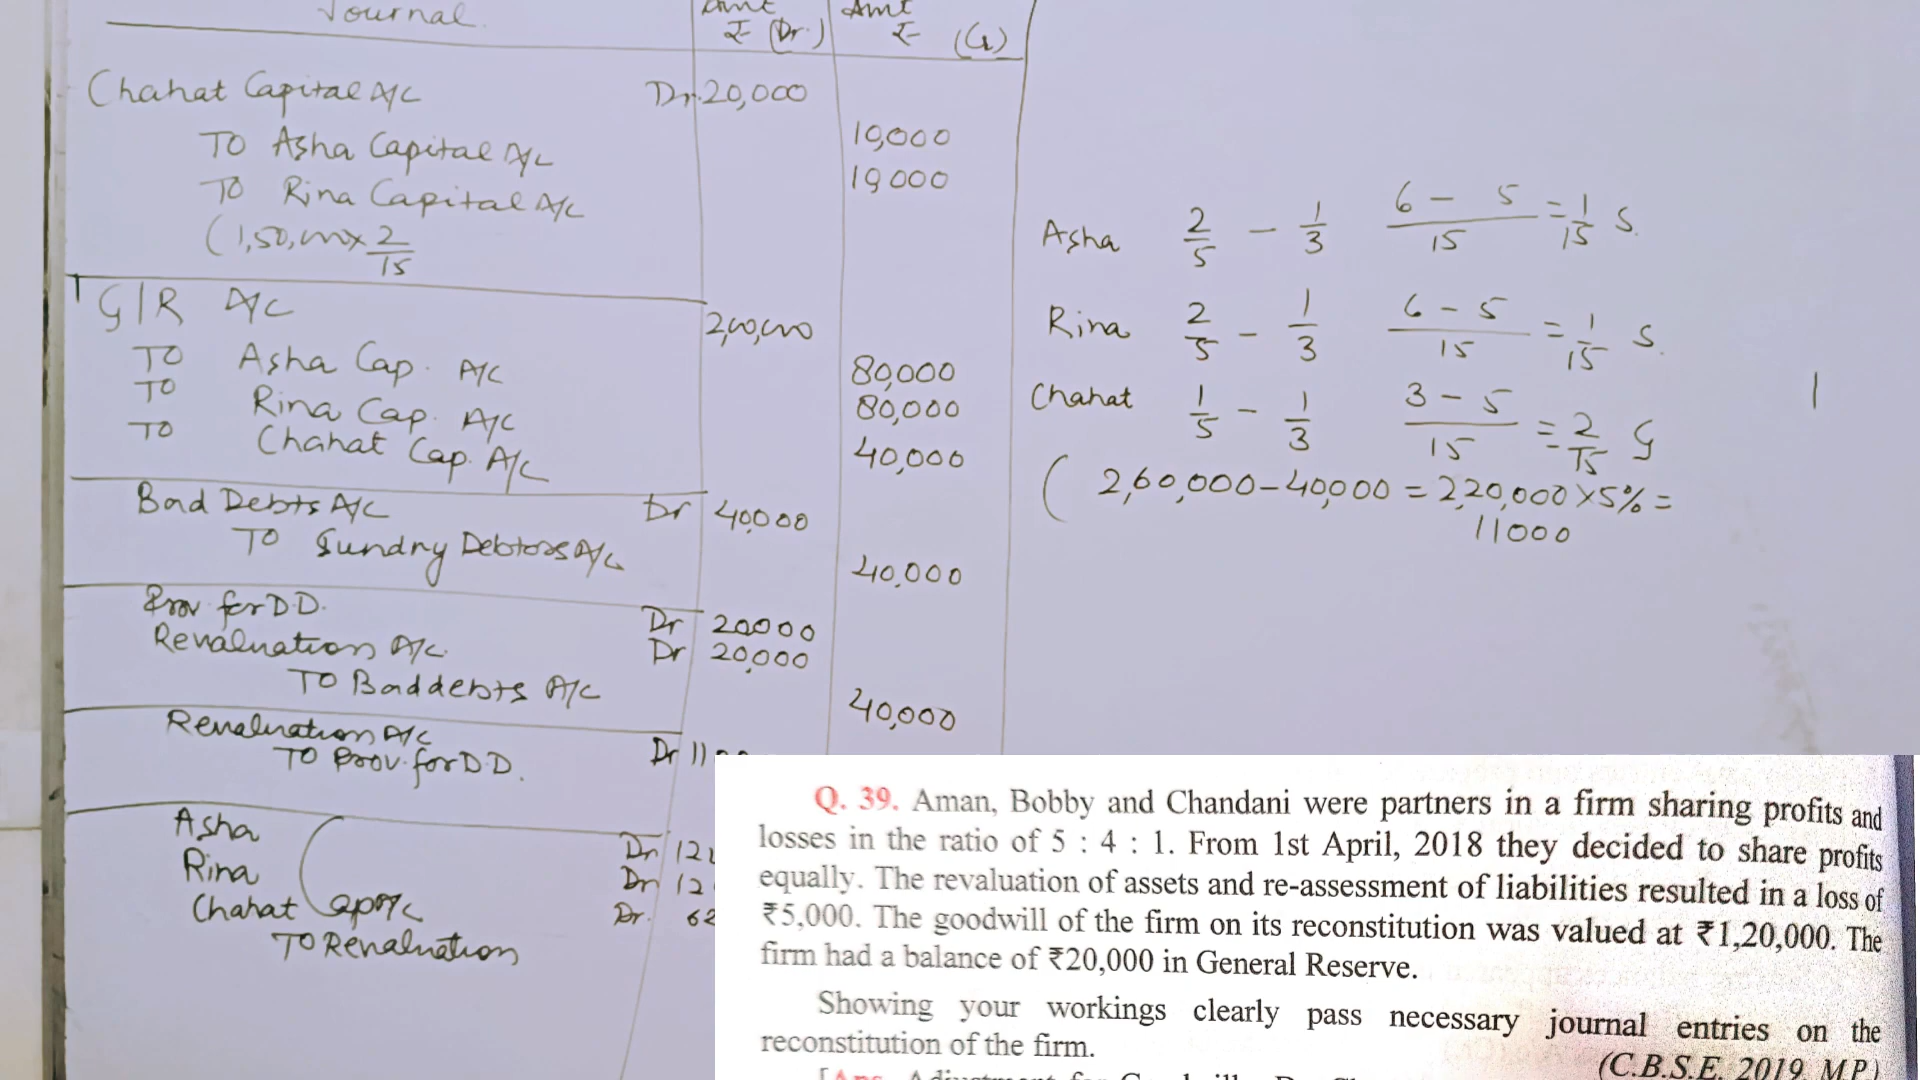 Journal.
Amt Amt
₹ (Dr.) ₹ (Cr)
Chahat Capital A/C Dr. 20,000
To Asha Capital A/C 10,000
To Rina Capital A/C 10000
(1,50,000 x 2/15
G/R A/C 2,00,000
To Asha Cap. A/C 80,000
To Rina Cap. A/C 80,000
To Chahat Cap. A/C 40,000
Bad Debts A/C Dr 40000
To Sundry Debtors A/C 40,000
Prov for D.D. Dr 20000
Revaluation A/C. Dr 20,000
To Bad debts A/C 40,000
Revaluation A/C Dr 11
To Prov. for D.D.
Asha Dr 12
Rina Dr 12
Chahat Cap A/C Dr. 62
To Revaluation
Asha 2/5 - 1/3 6 - 5/15 = 1/15 S.
Rina 2/5 - 1/3 6 - 5/15 = 1/15 S.
Chahat 1/5 - 1/3 3 - 5/15 = 2/15 G
( 2,60,000 - 40,000 = 2,20,000 x 5% =
11000
Q. 39. Aman, Bobby and Chandani were partners in a firm sharing profits and
losses in the ratio of 5 : 4 : 1. From 1st April, 2018 they decided to share profits
equally. The revaluation of assets and re-assessment of liabilities resulted in a loss of
₹5,000. The goodwill of the firm on its reconstitution was valued at ₹1,20,000. The
firm had a balance of ₹20,000 in General Reserve.
Showing your workings clearly pass necessary journal entries on the
reconstitution of the firm.
(C.B.S.E. 2019, MP)